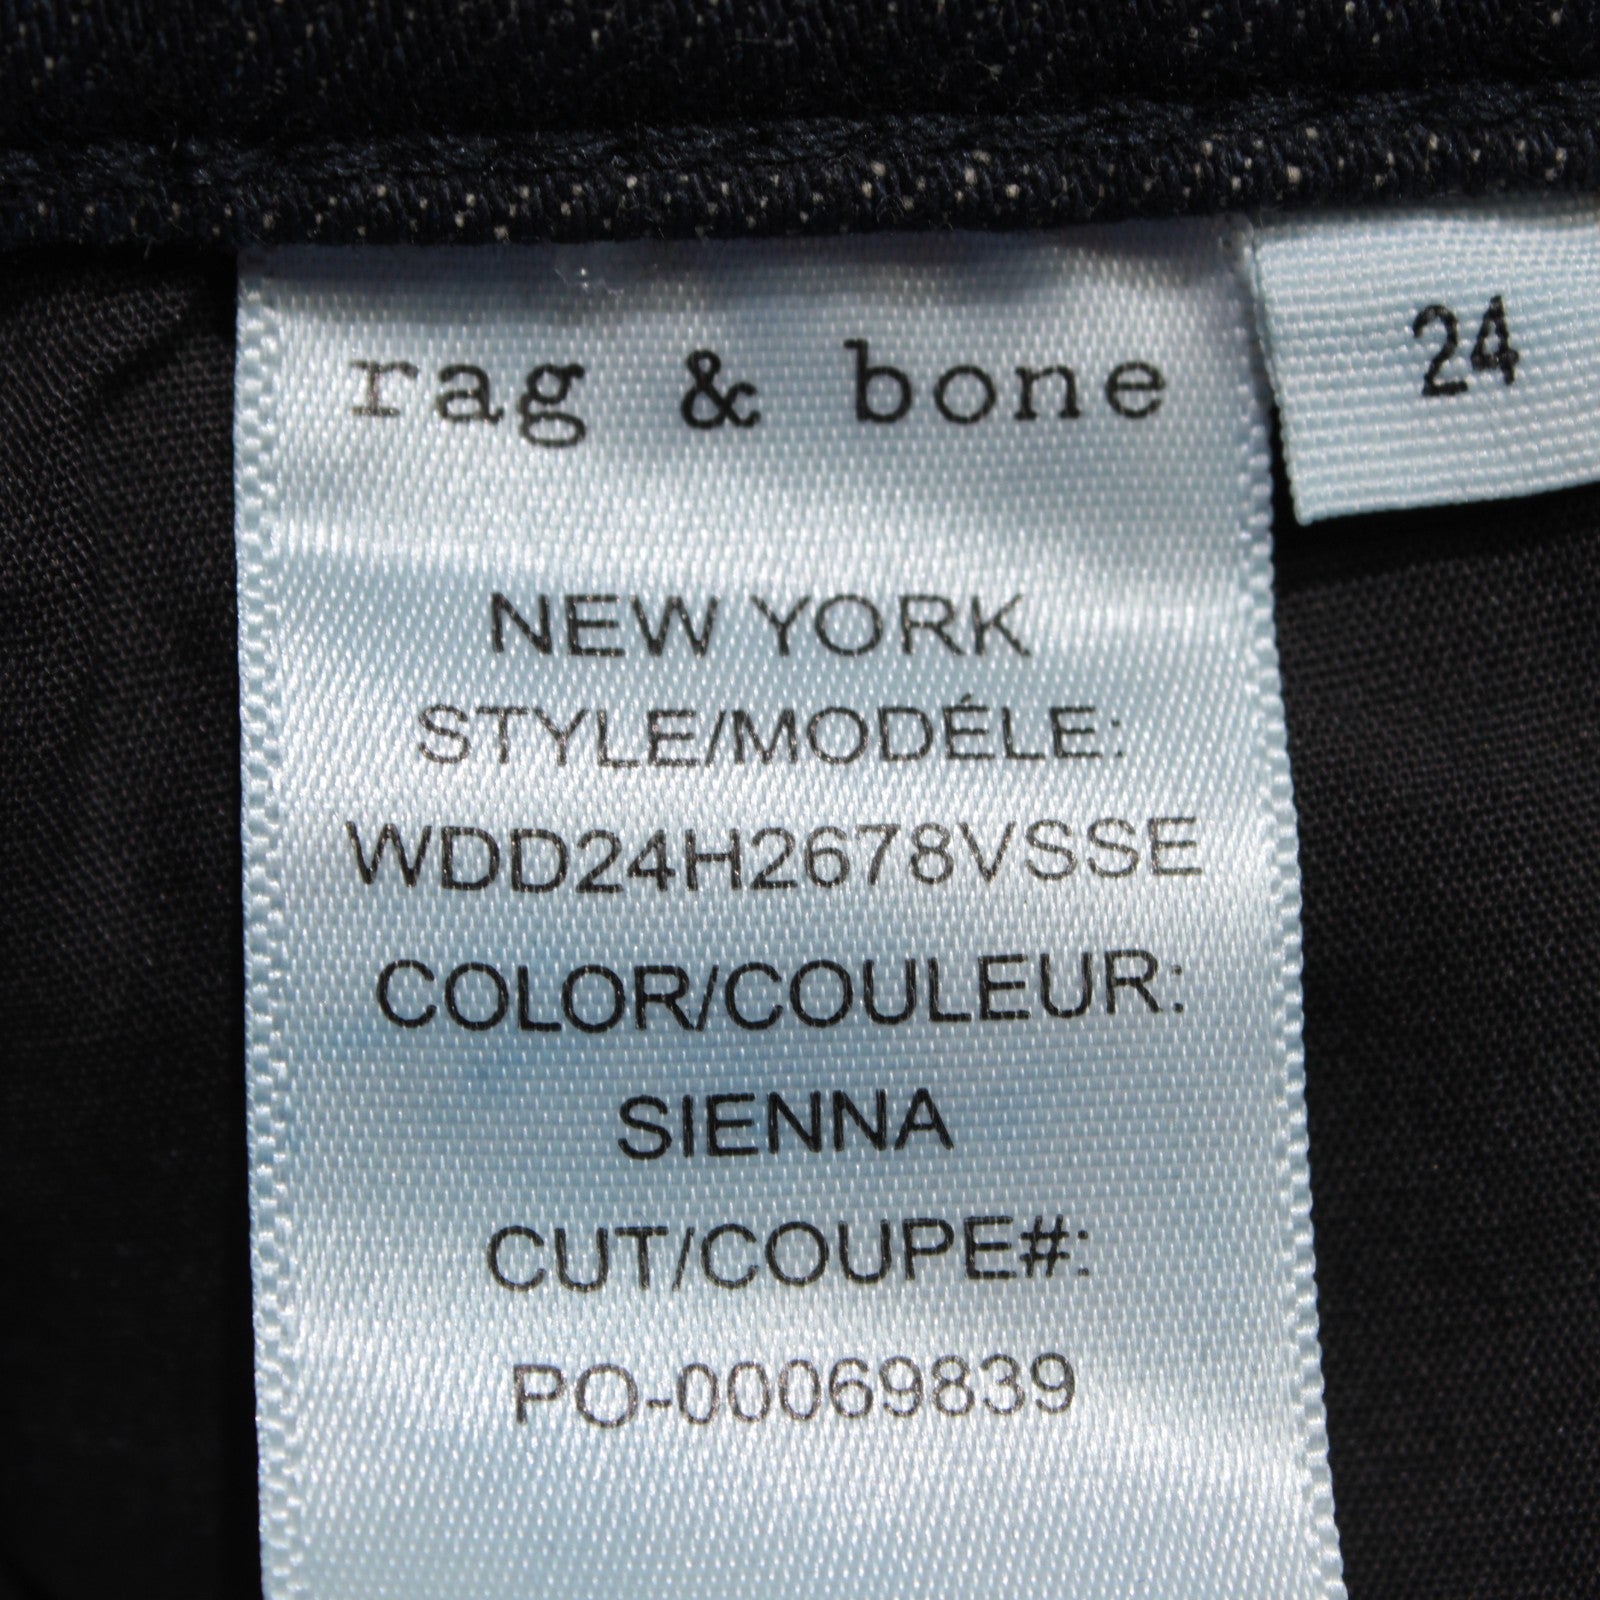 rag & bone
24
NEW YORK
STYLE/MODÉLE:
WDD24H2678VSSE
COLOR/COULEUR:
SIENNA
CUT/COUPE#:
PO-00069839